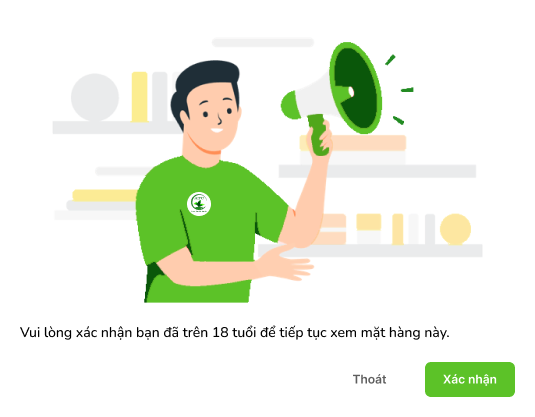 Vui lòng xác nhận bạn đã trên 18 tuổi để tiếp tục xem mặt hàng này.
Thoát
Xác nhận